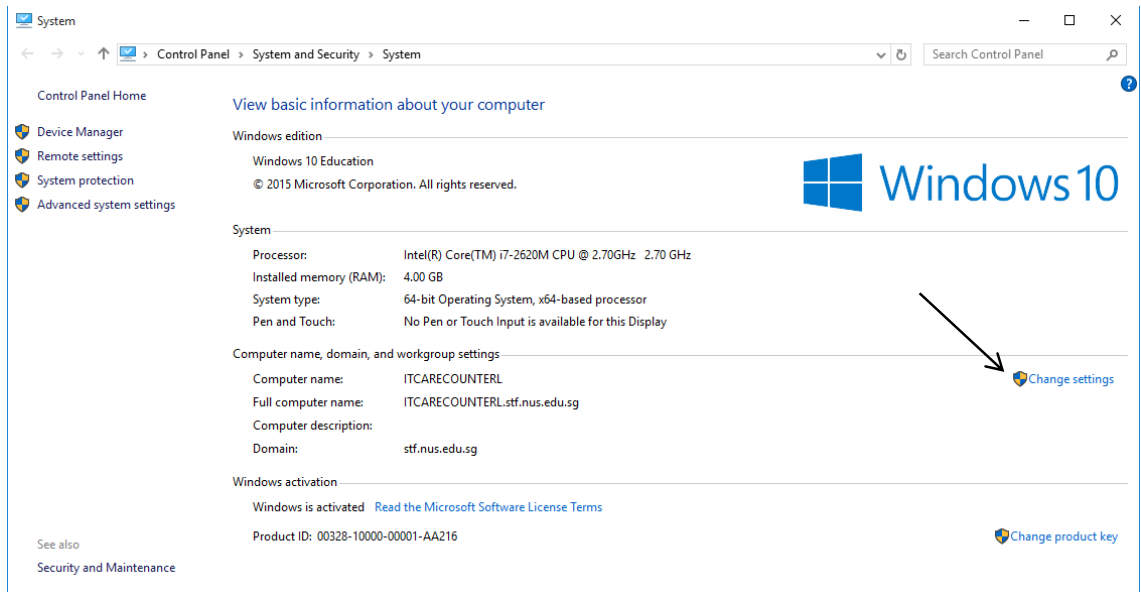 System
Control Panel › System and Security › System
Search Control Panel
Control Panel Home
Device Manager
Remote settings
System protection
Advanced system settings
See also
Security and Maintenance
?
View basic information about your computer
Windows edition
Windows 10 Education
© 2015 Microsoft Corporation. All rights reserved.
Windows 10
System
Processor: Intel(R) Core(TM) i7-2620M CPU @ 2.70GHz 2.70 GHz
Installed memory (RAM): 4.00 GB
System type: 64-bit Operating System, x64-based processor
Pen and Touch: No Pen or Touch Input is available for this Display
Computer name, domain, and workgroup settings
Computer name: ITCARECOUNTERL Change settings
Full computer name: ITCARECOUNTERL.stf.nus.edu.sg
Computer description:
Domain: stf.nus.edu.sg
Windows activation
Windows is activated Read the Microsoft Software License Terms
Product ID: 00328-10000-00001-AA216 Change product key